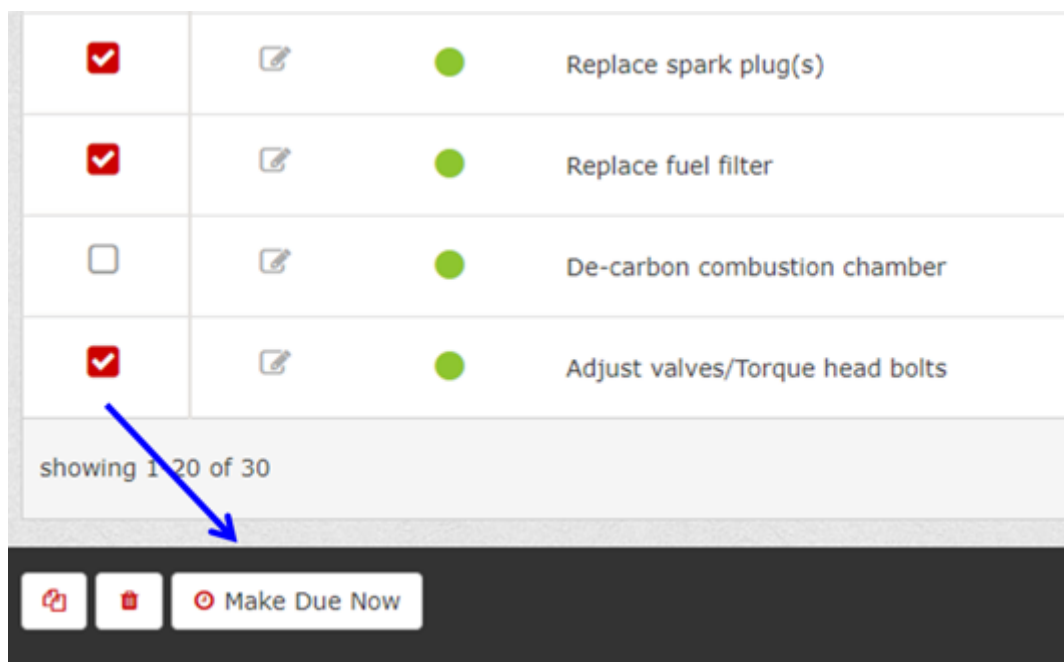 Replace spark plug(s)
Replace fuel filter
De-carbon combustion chamber
Adjust valves/Torque head bolts
showing 1-20 of 30
Make Due Now